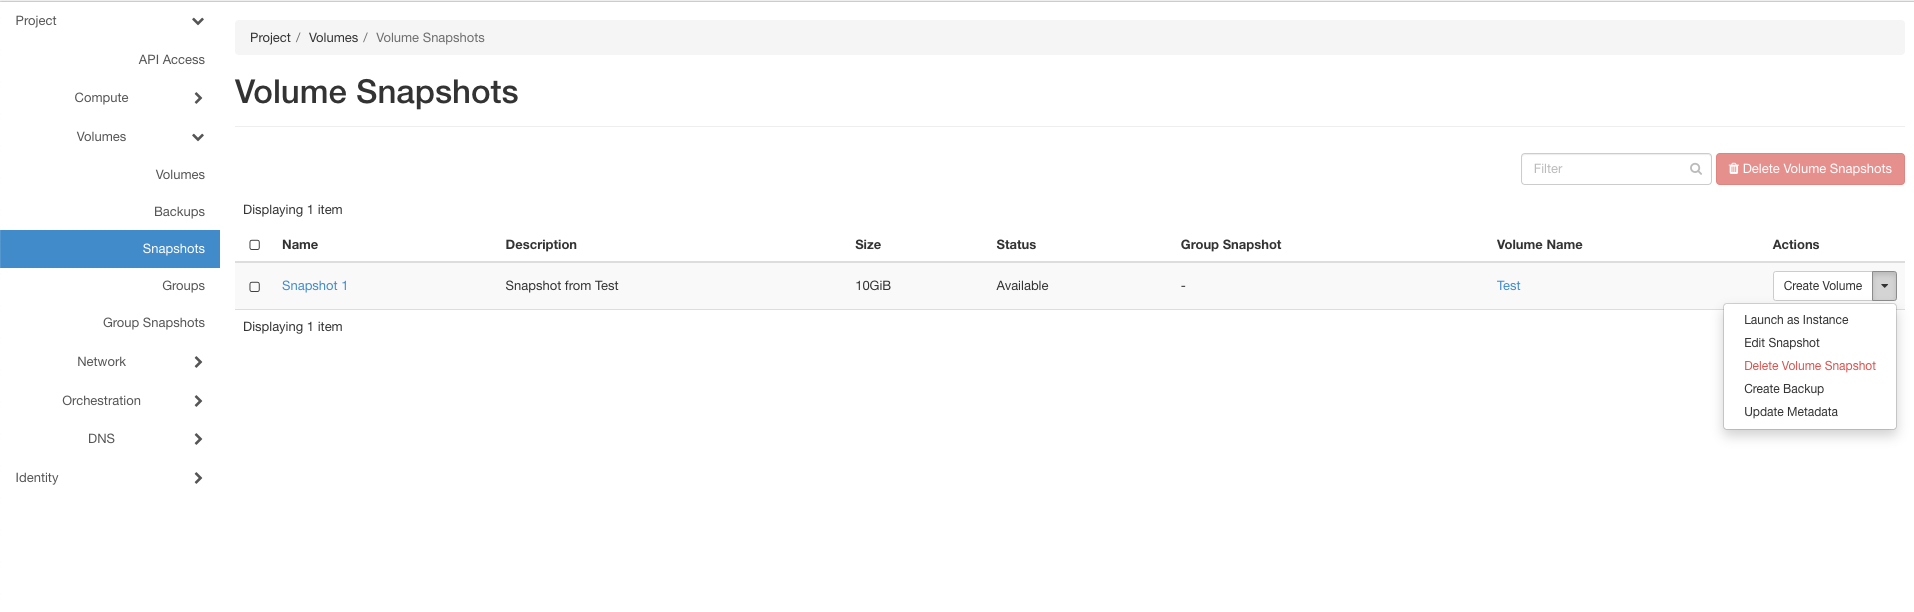 Project
API Access
Compute
Volumes
Volumes
Backups
Snapshots
Groups
Group Snapshots
Network
Orchestration
DNS
Identity
Project / Volumes / Volume Snapshots
Volume Snapshots
Filter
Delete Volume Snapshots
Displaying 1 item
Name Description Size Status Group Snapshot Volume Name Actions
Snapshot 1 Snapshot from Test 10GiB Available - Test Create Volume
Displaying 1 item
Launch as Instance
Edit Snapshot
Delete Volume Snapshot
Create Backup
Update Metadata